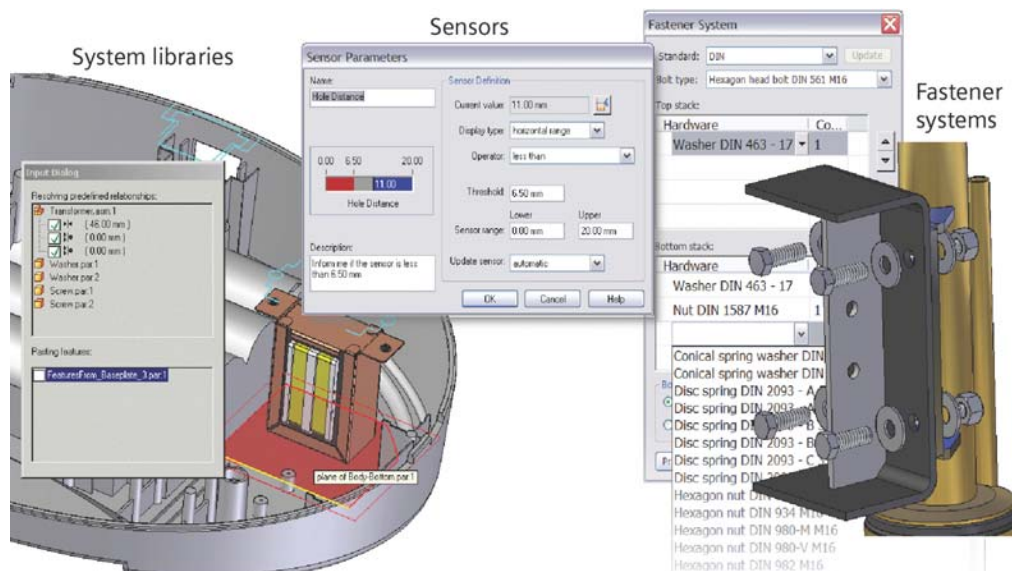 System libraries
Sensors
Fastener
systems
Input Dialog
Resolving predefined relationships:
Transformer.asm:1
( 46.00 mm )
( 0.00 mm )
( 0.00 mm )
Washer.par:1
Washer.par:2
Screw.par:1
Screw.par:2
Pasting features:
FeaturesFrom_Baseplate_3.par:1
plane of Body-Bottom.par:1
Sensor Parameters
Name:
Hole Distance
0.00 6.50 20.00
11.00
Hole Distance
Description:
Inform me if the sensor is less
than 6.50 mm
Sensor Definition
Current value: 11.00 mm
Display type: horizontal range
Operator: less than
Threshold: 6.50 mm
Lower Upper
Sensor range: 0.00 mm 20.00 mm
Update sensor: automatic
OK Cancel Help
Fastener System
Standard: DIN Update
Bolt type: Hexagon head bolt DIN 561 M16
Top stack:
Hardware Co...
Washer DIN 463 - 17 1
Bottom stack:
Hardware
Washer DIN 463 - 17
Nut DIN 1587 M16 1
Conical spring washer DIN
Conical spring washer DIN
Disc spring DIN 2093 - A
Disc spring DIN 2093 - A
Disc spring DIN 2093 - B
Disc spring DIN 2093 - B
Disc spring DIN 2093 - C
Disc spring DIN
Hexagon nut DIN
Hexagon nut DIN 934 M16
Hexagon nut DIN 980-M M16
Hexagon nut DIN 980-V M16
Hexagon nut DIN 982 M16